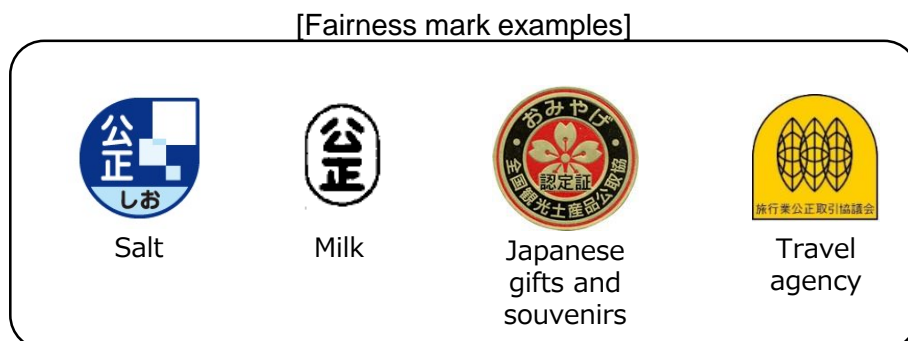 [Fairness mark examples]
公正
しお
Salt
公正
Milk
・おみやげ・
認定証
全国観光土産品公取協
Japanese
gifts and
souvenirs
旅行業公正取引協議会
Travel
agency